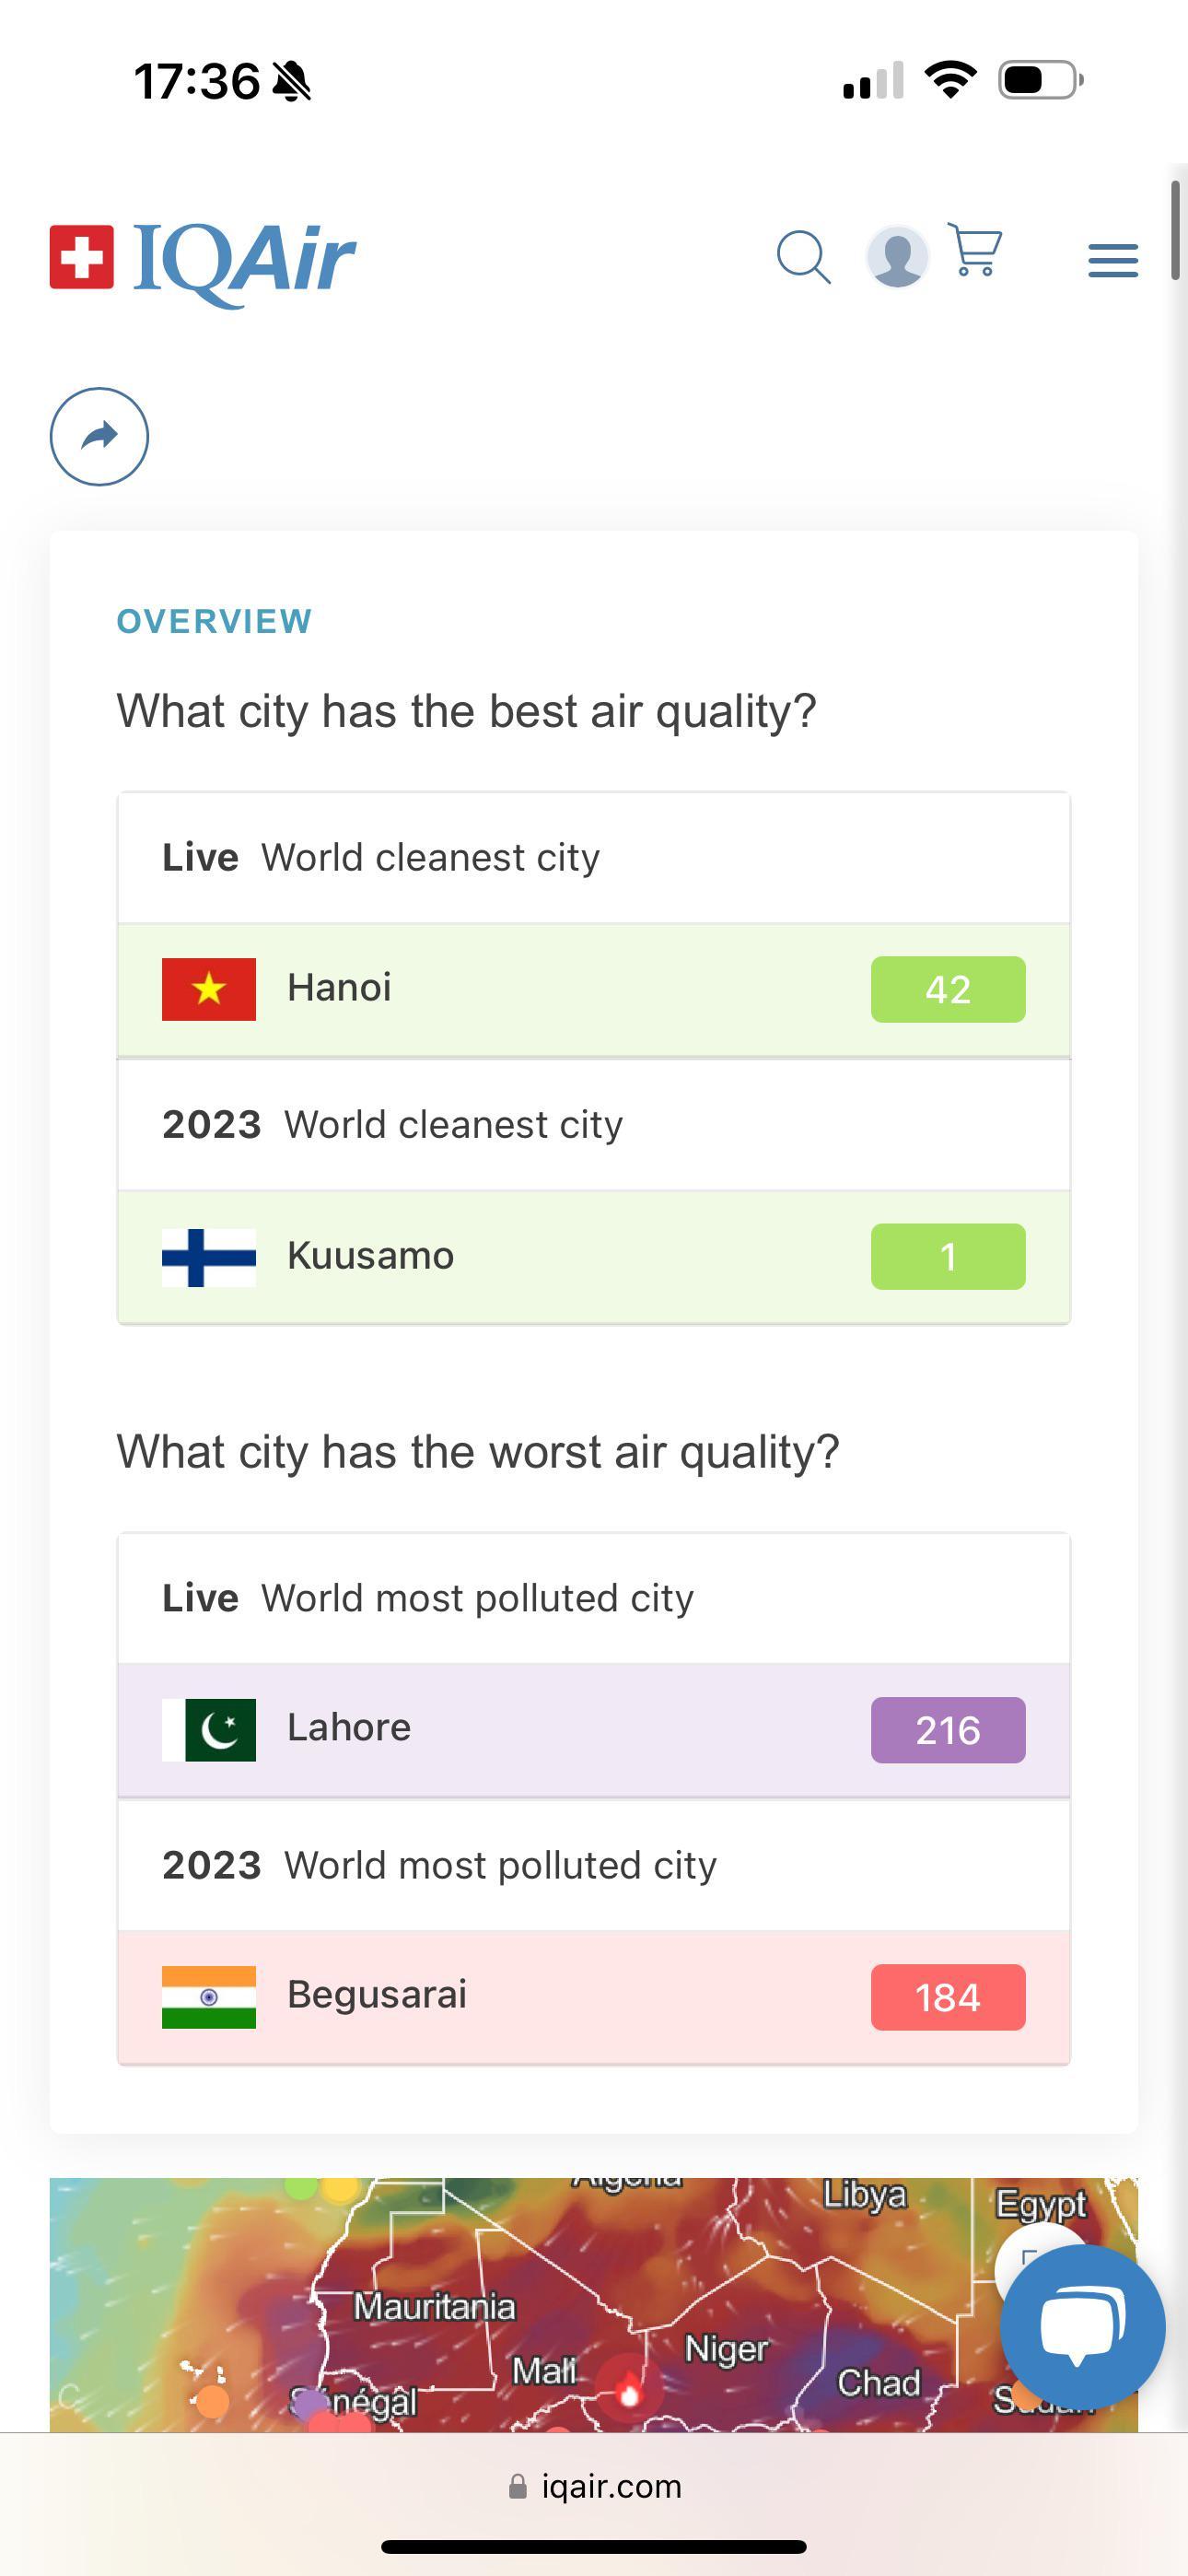 17:36
IQAir
OVERVIEW
What city has the best air quality?
Live World cleanest city
Hanoi 42
2023 World cleanest city
Kuusamo 1
What city has the worst air quality?
Live World most polluted city
Lahore 216
2023 World most polluted city
Begusarai 184
Algeria
Libya
Egypt
Mauritania
Niger
Mali
Chad
Sénégal
Sudan
iqair.com